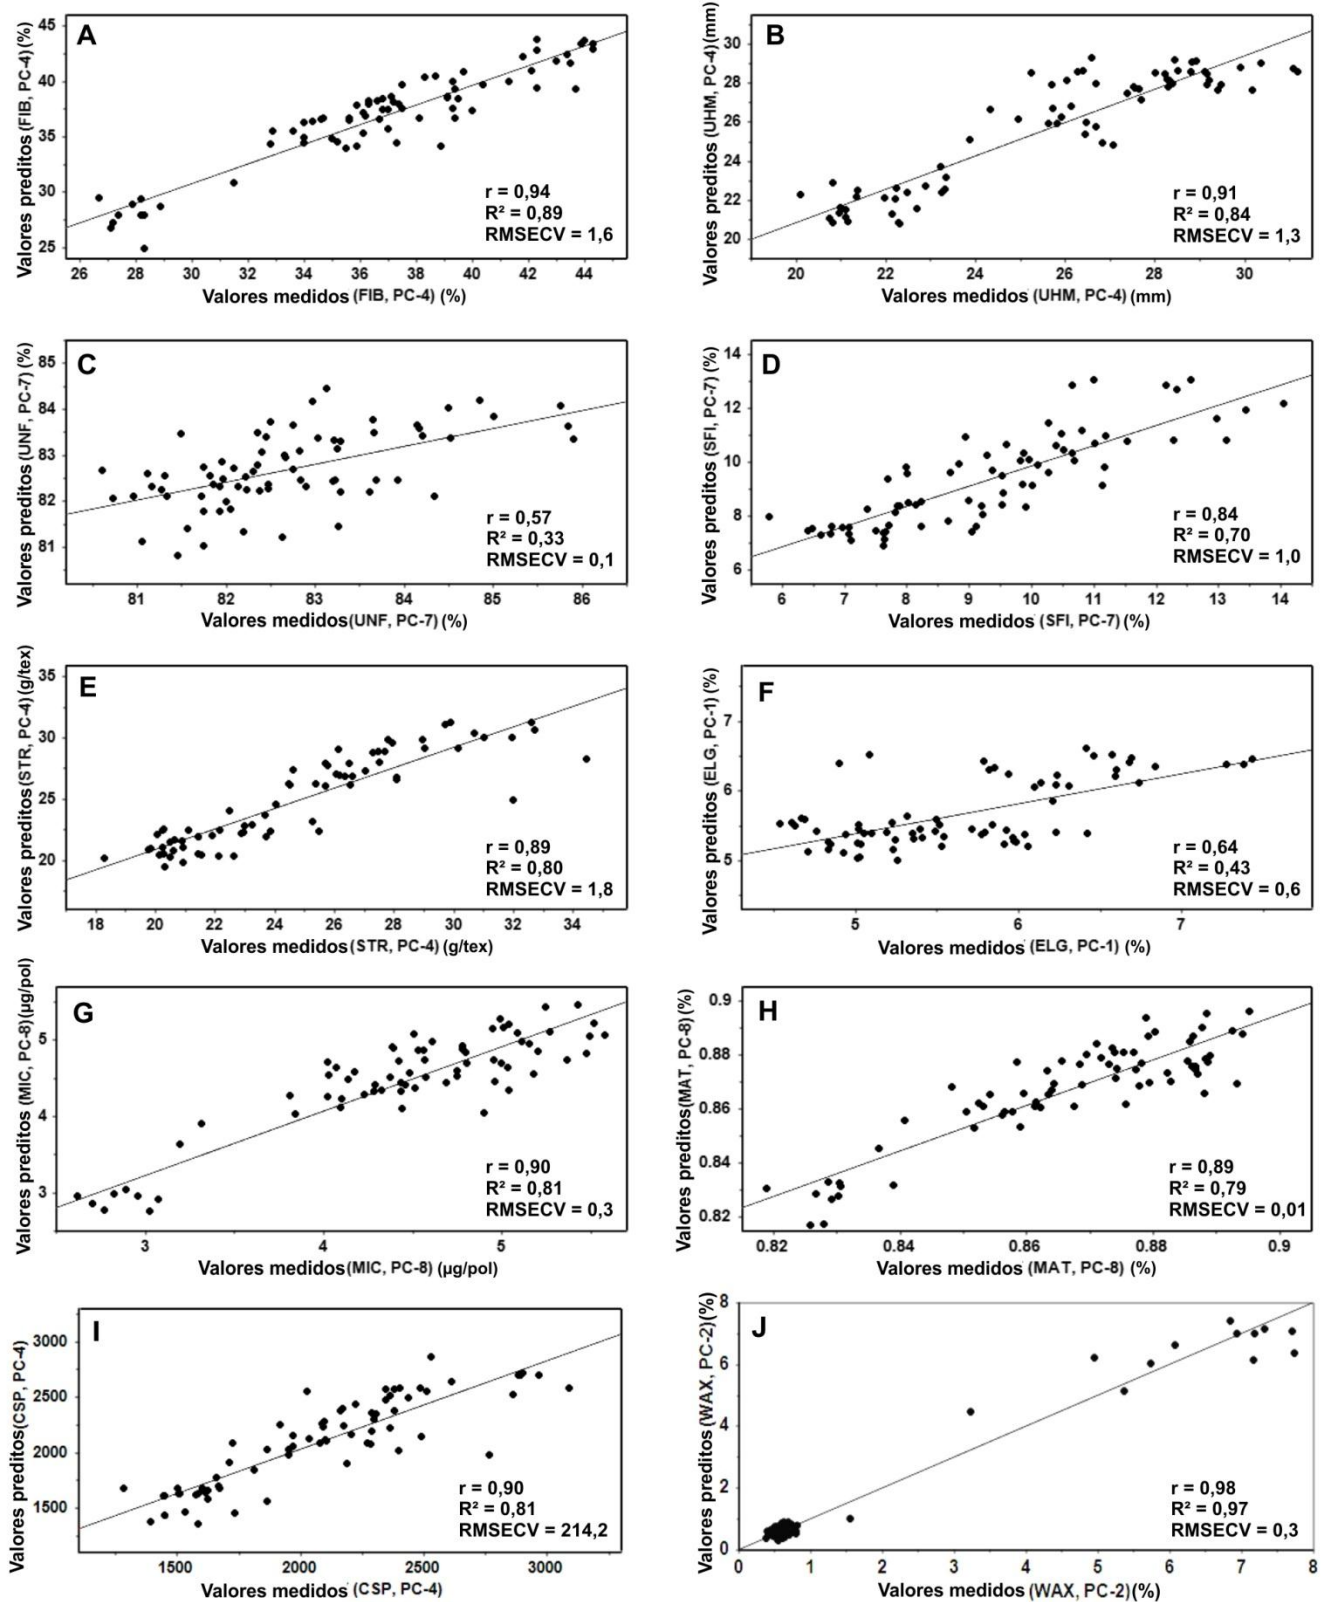 A
Valores preditos (FIB, PC-4) (%)
45
40
35
30
25
r = 0,94
R² = 0,89
RMSECV = 1,6
26 28 30 32 34 36 38 40 42 44
Valores medidos (FIB, PC-4) (%)
B
Valores preditos (UHM, PC-4)(mm)
30
28
26
24
22
20
r = 0,91
R² = 0,84
RMSECV = 1,3
20 22 24 26 28 30
Valores medidos (UHM, PC-4) (mm)
C
Valores preditos (UNF, PC-7) (%)
85
84
83
82
81
r = 0,57
R² = 0,33
RMSECV = 0,1
81 82 83 84 85 86
Valores medidos(UNF, PC-7) (%)
D
Valores preditos (SFI, PC-7) (%)
14
12
10
8
6
r = 0,84
R² = 0,70
RMSECV = 1,0
6 7 8 9 10 11 12 13 14
Valores medidos (SFI, PC-7) (%)
E
Valores preditos(STR, PC-4)(g/tex)
35
30
25
20
r = 0,89
R² = 0,80
RMSECV = 1,8
18 20 22 24 26 28 30 32 34
Valores medidos(STR, PC-4) (g/tex)
F
Valores preditos (ELG, PC-1) (%)
7
6
5
r = 0,64
R² = 0,43
RMSECV = 0,6
5 6 7
Valores medidos (ELG, PC-1) (%)
G
Valores preditos (MIC, PC-8)(µg/pol)
5
4
3
r = 0,90
R² = 0,81
RMSECV = 0,3
3 4 5
Valores medidos(MIC, PC-8) (µg/pol)
H
Valores preditos(MAT, PC-8) (%)
0.9
0.88
0.86
0.84
0.82
r = 0,89
R² = 0,79
RMSECV = 0,01
0.82 0.84 0.86 0.88 0.9
Valores medidos (MAT, PC-8) (%)
I
Valores preditos(CSP, PC-4)
3000
2500
2000
1500
r = 0,90
R² = 0,81
RMSECV = 214,2
1500 2000 2500 3000
Valores medidos (CSP, PC-4)
J
Valores preditos(WAX, PC-2)(%)
8
6
4
2
0
r = 0,98
R² = 0,97
RMSECV = 0,3
0 1 2 3 4 5 6 7 8
Valores medidos (WAX, PC-2)(%)